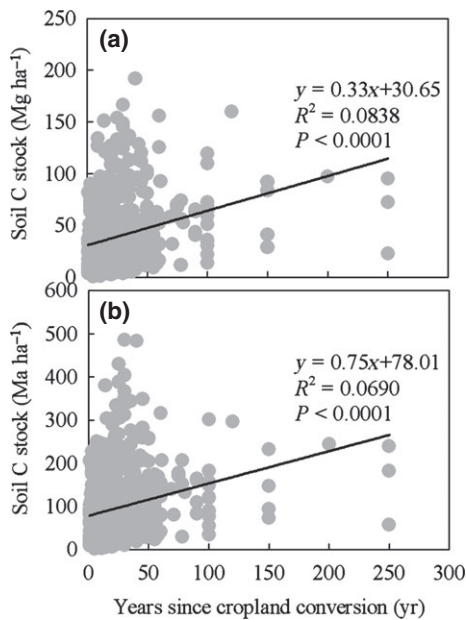 (a)
250
200
150
100
50
0
Soil C stock (Mg ha⁻¹)
y = 0.33x+30.65
R² = 0.0838
P < 0.0001
(b)
600
500
400
300
200
100
0
Soil C stock (Ma ha⁻¹)
y = 0.75x+78.01
R² = 0.0690
P < 0.0001
0 50 100 150 200 250 300
Years since cropland conversion (yr)